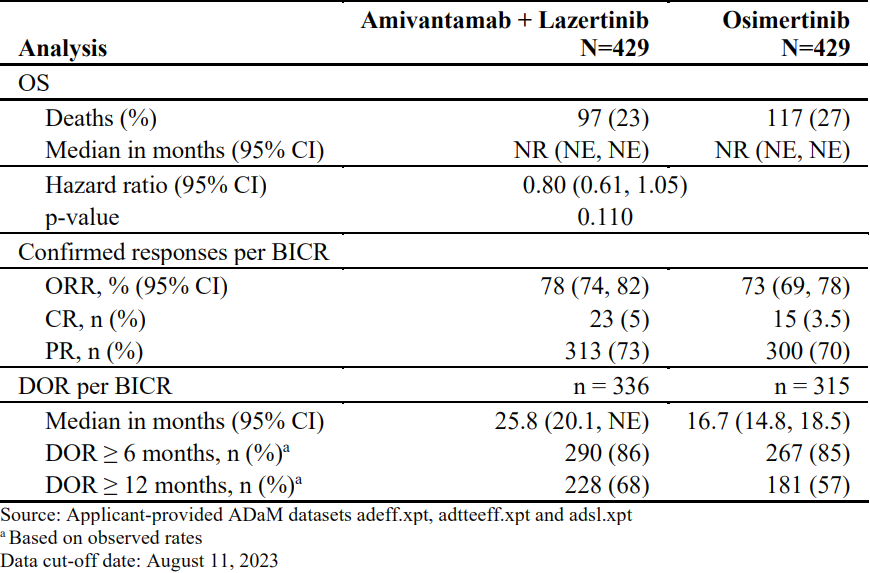 Amivantamab + Lazertinib Osimertinib
Analysis N=429 N=429
OS
Deaths (%) 97 (23) 117 (27)
Median in months (95% CI) NR (NE, NE) NR (NE, NE)
Hazard ratio (95% CI) 0.80 (0.61, 1.05)
p-value 0.110
Confirmed responses per BICR
ORR, % (95% CI) 78 (74, 82) 73 (69, 78)
CR, n (%) 23 (5) 15 (3.5)
PR, n (%) 313 (73) 300 (70)
DOR per BICR n = 336 n = 315
Median in months (95% CI) 25.8 (20.1, NE) 16.7 (14.8, 18.5)
DOR ≥ 6 months, n (%)ᵃ 290 (86) 267 (85)
DOR ≥ 12 months, n (%)ᵃ 228 (68) 181 (57)
Source: Applicant-provided ADaM datasets adeff.xpt, adtteeff.xpt and adsl.xpt
ᵃ Based on observed rates
Data cut-off date: August 11, 2023